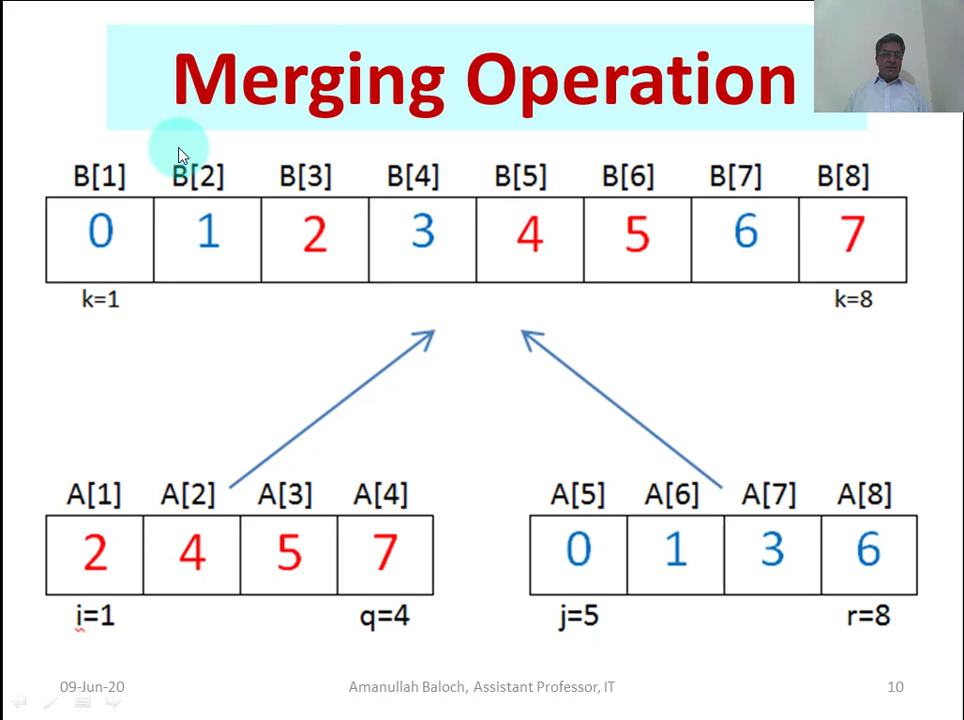 Merging Operation
B[1] B[2] B[3] B[4] B[5] B[6] B[7] B[8]
0 1 2 3 4 5 6 7
k=1 k=8
A[1] A[2] A[3] A[4] A[5] A[6] A[7] A[8]
2 4 5 7 0 1 3 6
i=1 q=4 j=5 r=8
09-Jun-20 Amanullah Baloch, Assistant Professor, IT 10